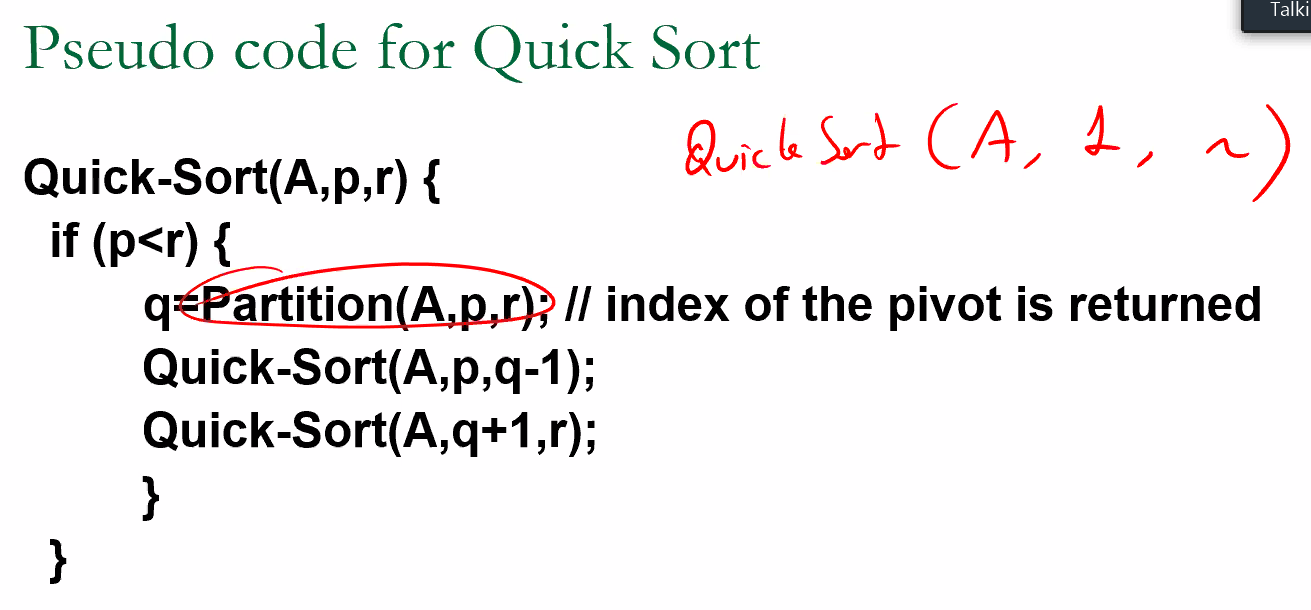 Talki
Pseudo code for Quick Sort
QuickSort (A, 1, n)
Quick-Sort(A,p,r) {
if (p<r) {
q=Partition(A,p,r); // index of the pivot is returned
Quick-Sort(A,p,q-1);
Quick-Sort(A,q+1,r);
}
}